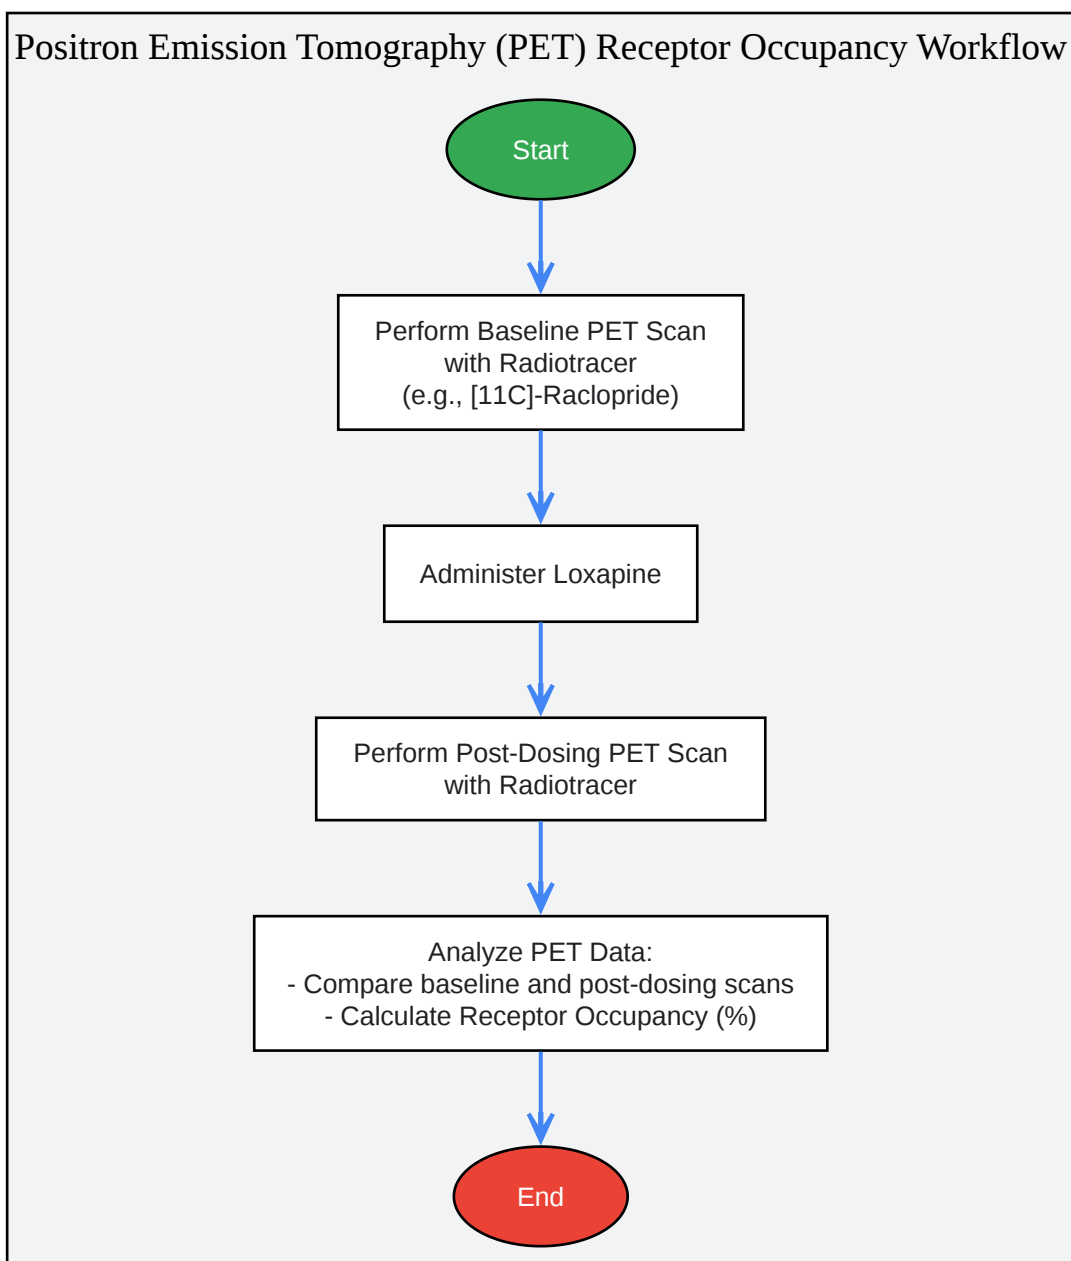 Positron Emission Tomography (PET) Receptor Occupancy Workflow
Start
Perform Baseline PET Scan
with Radiotracer
(e.g., [11C]-Raclopride)
Administer Loxapine
Perform Post-Dosing PET Scan
with Radiotracer
Analyze PET Data:
- Compare baseline and post-dosing scans
- Calculate Receptor Occupancy (%)
End